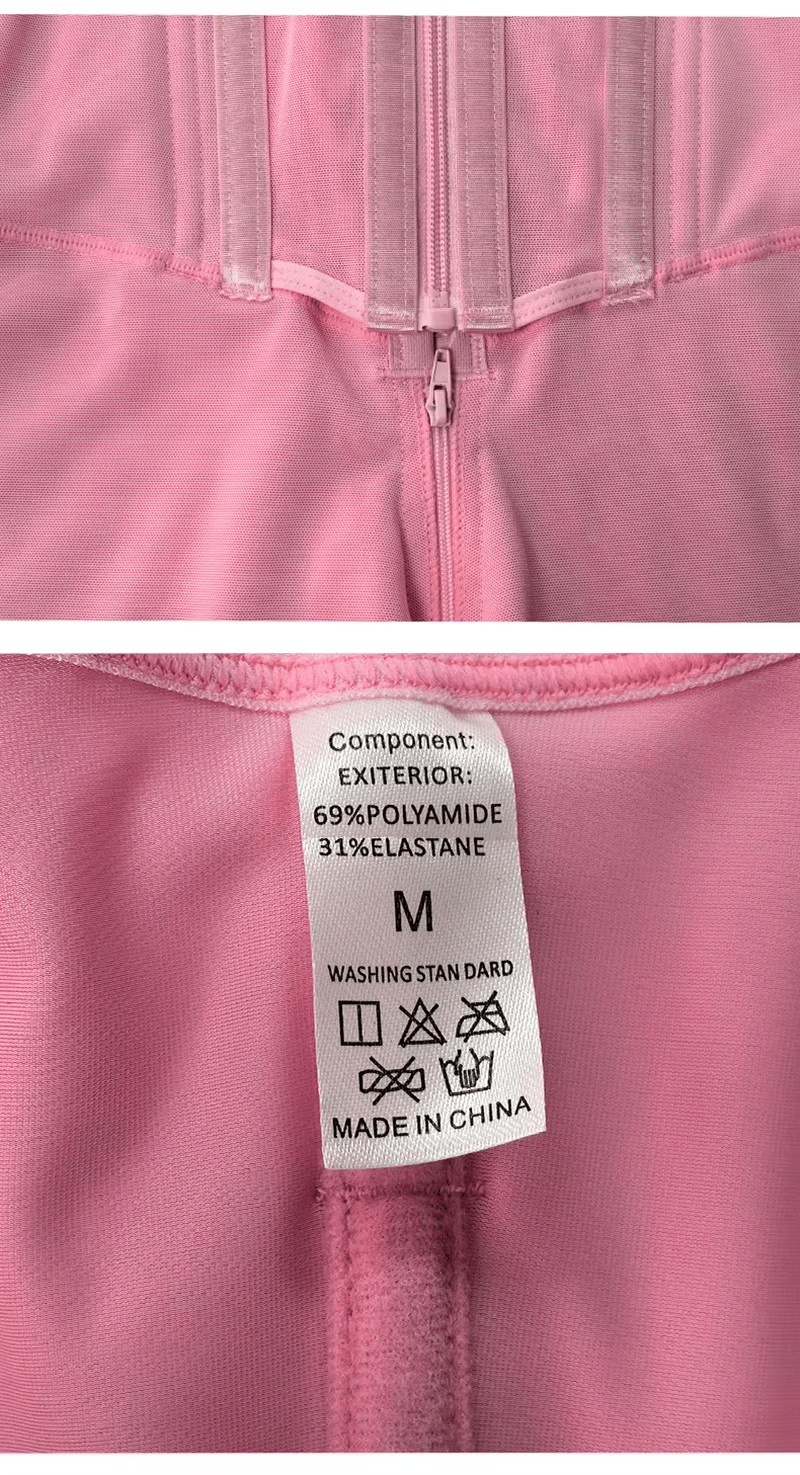 Component:
EXITERIOR:
69%POLYAMIDE
31%ELASTANE
M
WASHING STAN DARD
MADE IN CHINA